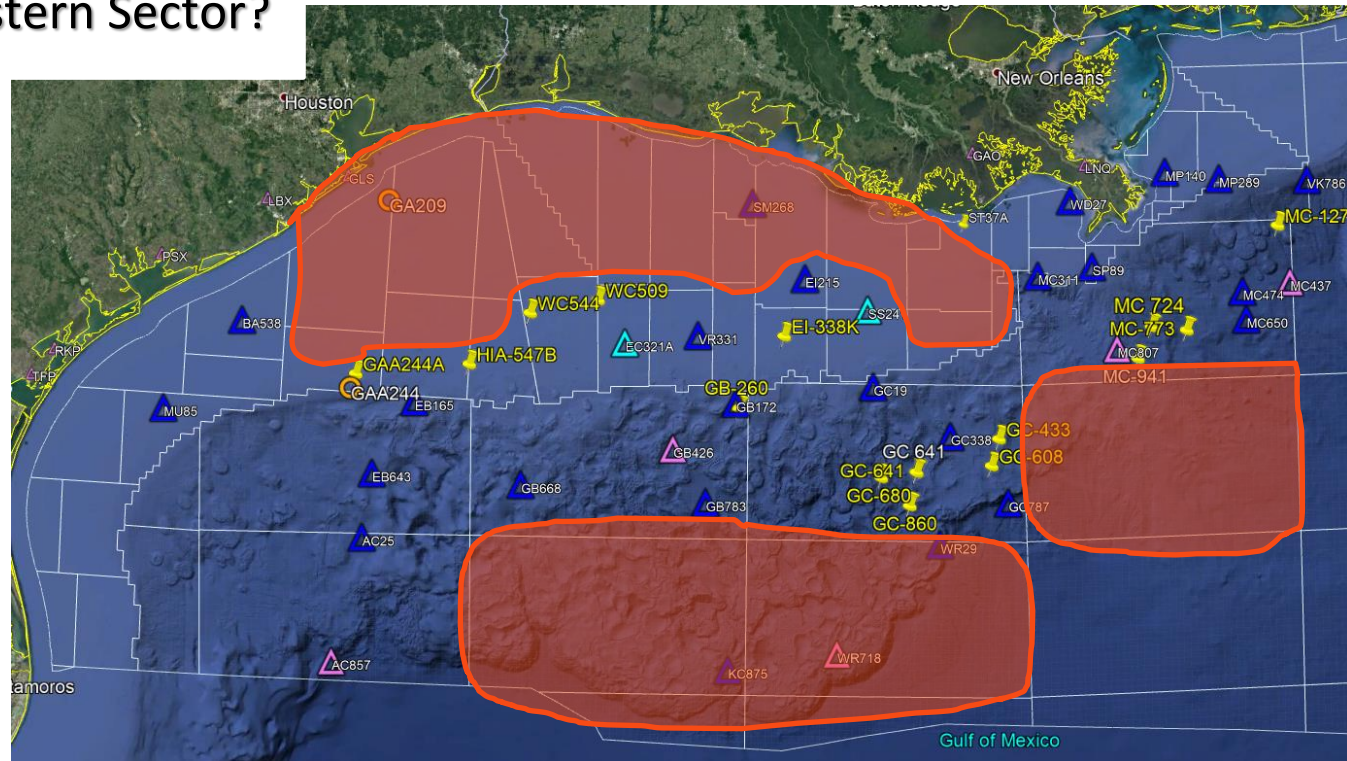 stern Sector?
Houston
New Orleans
GAO
LNQ
MP140
MP289
VK786
GLS
LBX
GA209
SM268
ST37A
WD27
MC-127
PSX
EI215
MC311
SP89
MC474
MC437
WC544
WC509
SS24
MC 724
MC650
BA538
EC321A
VR331
EI-338K
MC-773
RKP
TFP
GAA244A
HIA-547B
MC807
MC-941
GAA244
EB165
GB-260
GB172
GC19
MU85
GC-433
GC338
GB426
GC 641
GC-608
GC-641
EB643
GB668
GC-680
GB783
GC787
GC-860
AC25
WR29
AC857
KC875
WR718
tamoros
Gulf of Mexico